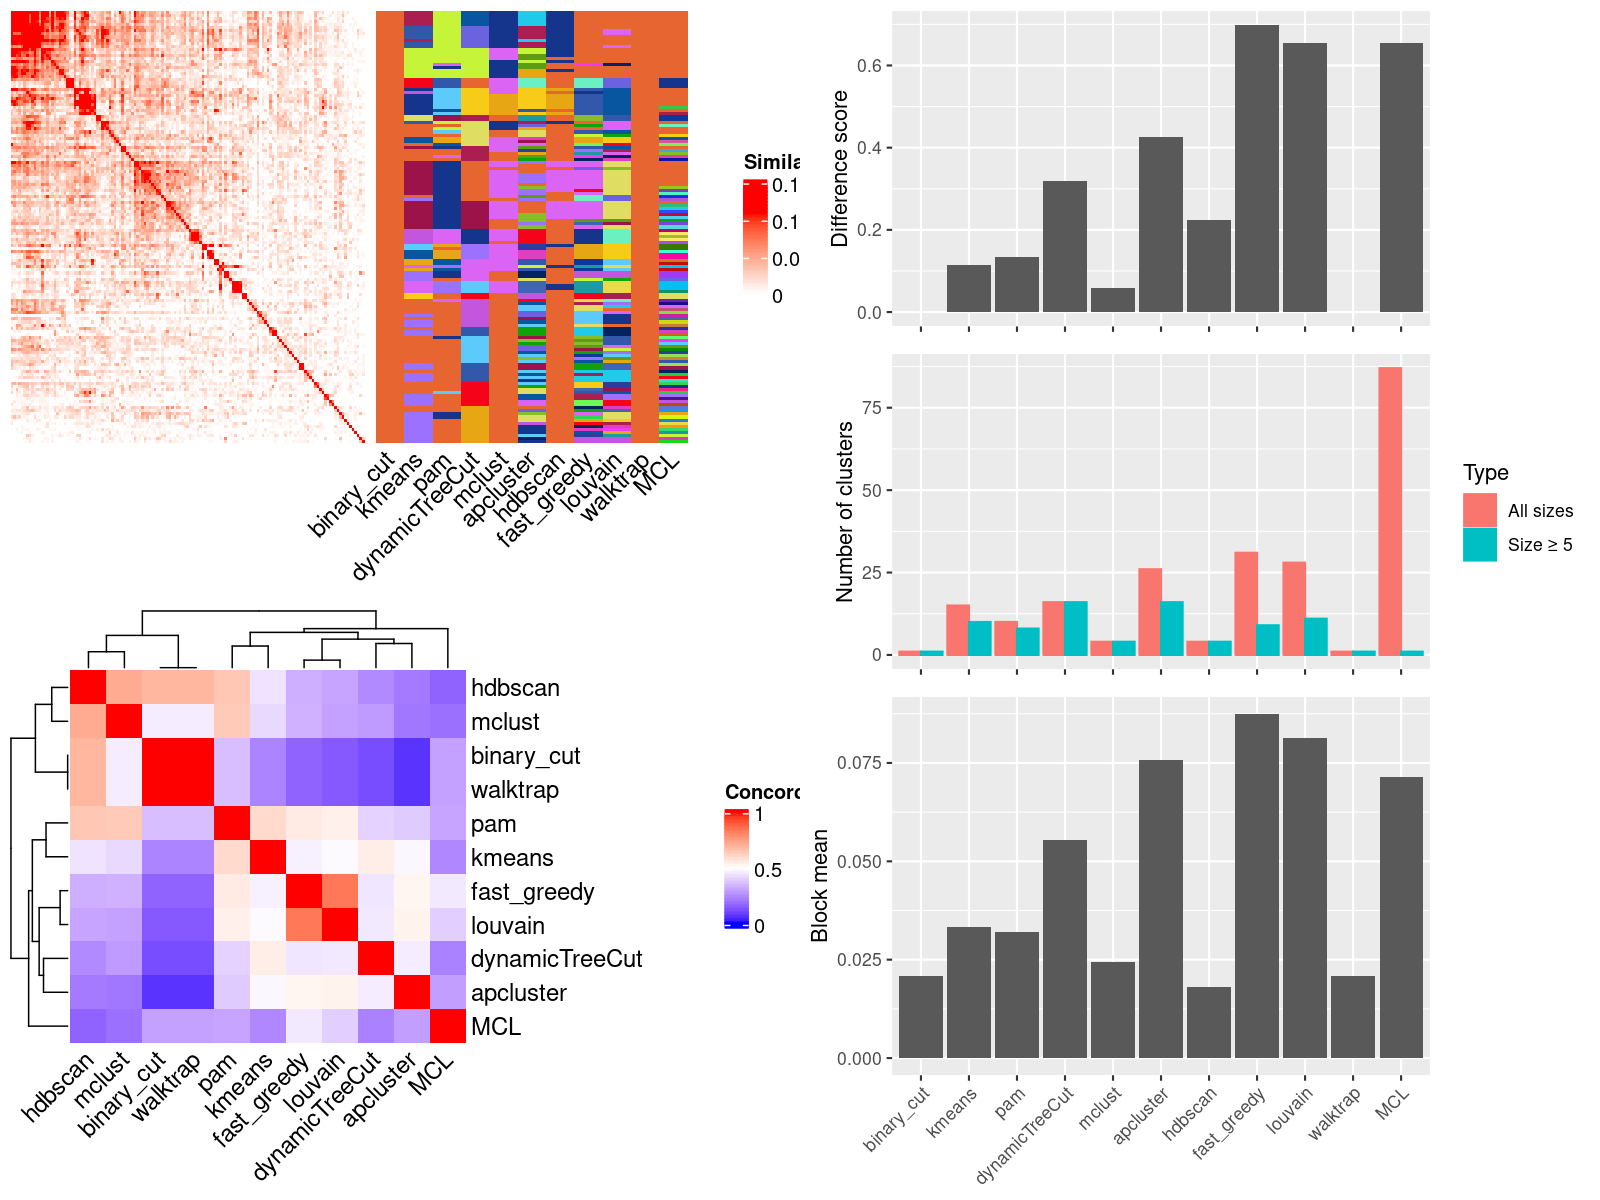 Simila
0.1
0.1
0.0
0
binary_cut
kmeans
pam
dynamicTreeCut
mclust
apcluster
hdbscan
fast_greedy
louvain
walktrap
MCL
hdbscan
mclust
binary_cut
walktrap
pam
kmeans
fast_greedy
louvain
dynamicTreeCut
apcluster
MCL
hdbscan
mclust
binary_cut
walktrap
pam
kmeans
fast_greedy
louvain
dynamicTreeCut
apcluster
MCL
Concord
1
0.5
0
Difference score
0.6
0.4
0.2
0.0
Number of clusters
75
50
25
0
Type
All sizes
Size ≥ 5
Block mean
0.075
0.050
0.025
0.000
binary_cut
kmeans
pam
dynamicTreeCut
mclust
apcluster
hdbscan
fast_greedy
louvain
walktrap
MCL